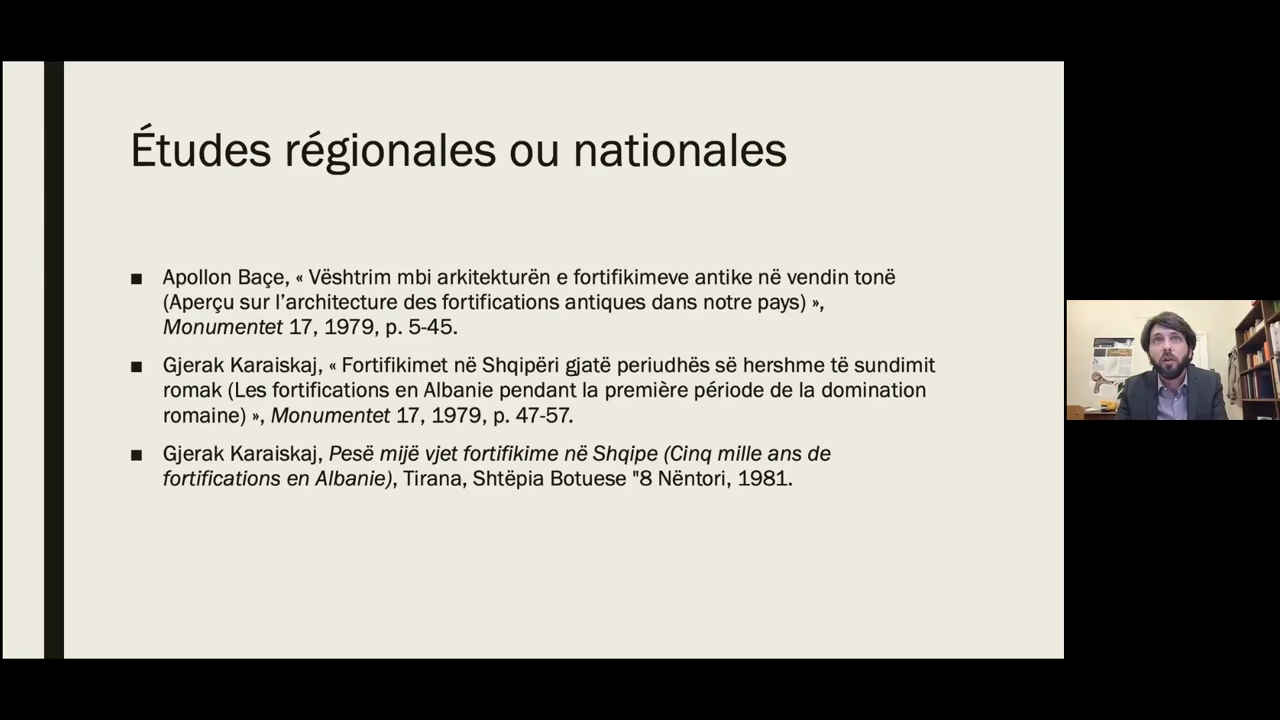 Études régionales ou nationales
■ Apollon Baçe, « Vështrim mbi arkitekturën e fortifikimeve antike në vendin tonë
(Aperçu sur l’architecture des fortifications antiques dans notre pays) »,
Monumentet 17, 1979, p. 5-45.
■ Gjerak Karaiskaj, « Fortifikimet në Shqipëri gjatë periudhës së hershme të sundimit
romak (Les fortifications en Albanie pendant la première période de la domination
romaine) », Monumentet 17, 1979, p. 47-57.
■ Gjerak Karaiskaj, Pesë mijë vjet fortifikime në Shqipe (Cinq mille ans de
fortifications en Albanie), Tirana, Shtëpia Botuese "8 Nëntori, 1981.